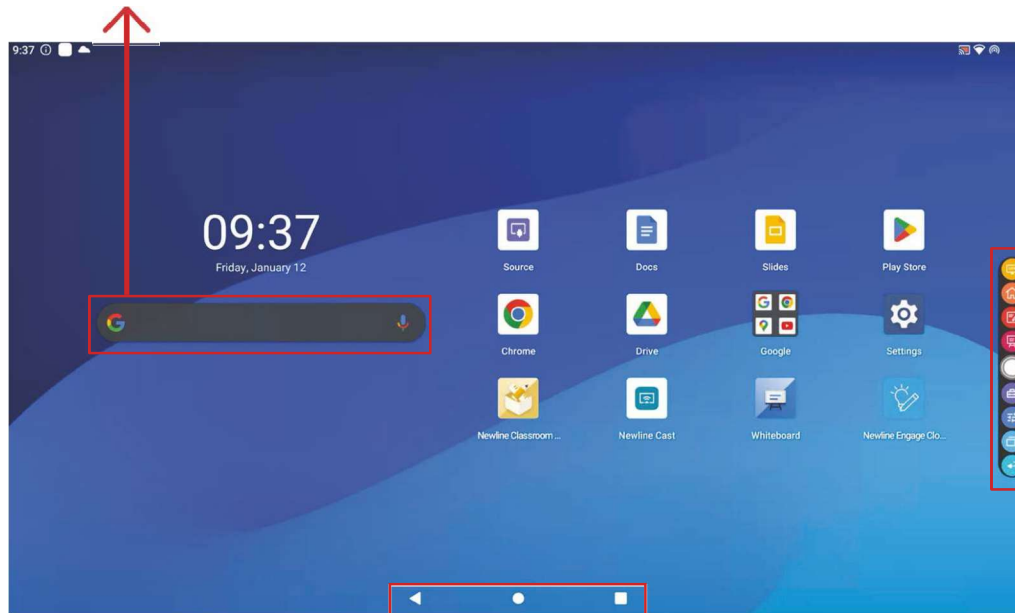 9:37
09:37
Friday, January 12
Source
Docs
Slides
Play Store
Chrome
Drive
Google
Settings
Newline Classroom ...
Newline Cast
Whiteboard
Newline Engage Clo...